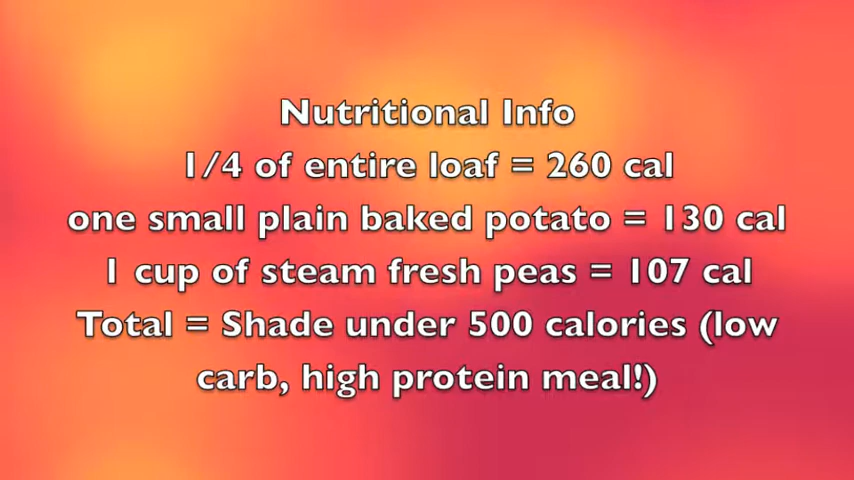 Nutritional Info
1/4 of entire loaf = 260 cal
one small plain baked potato = 130 cal
1 cup of steam fresh peas = 107 cal
Total = Shade under 500 calories (low
carb, high protein meal!)